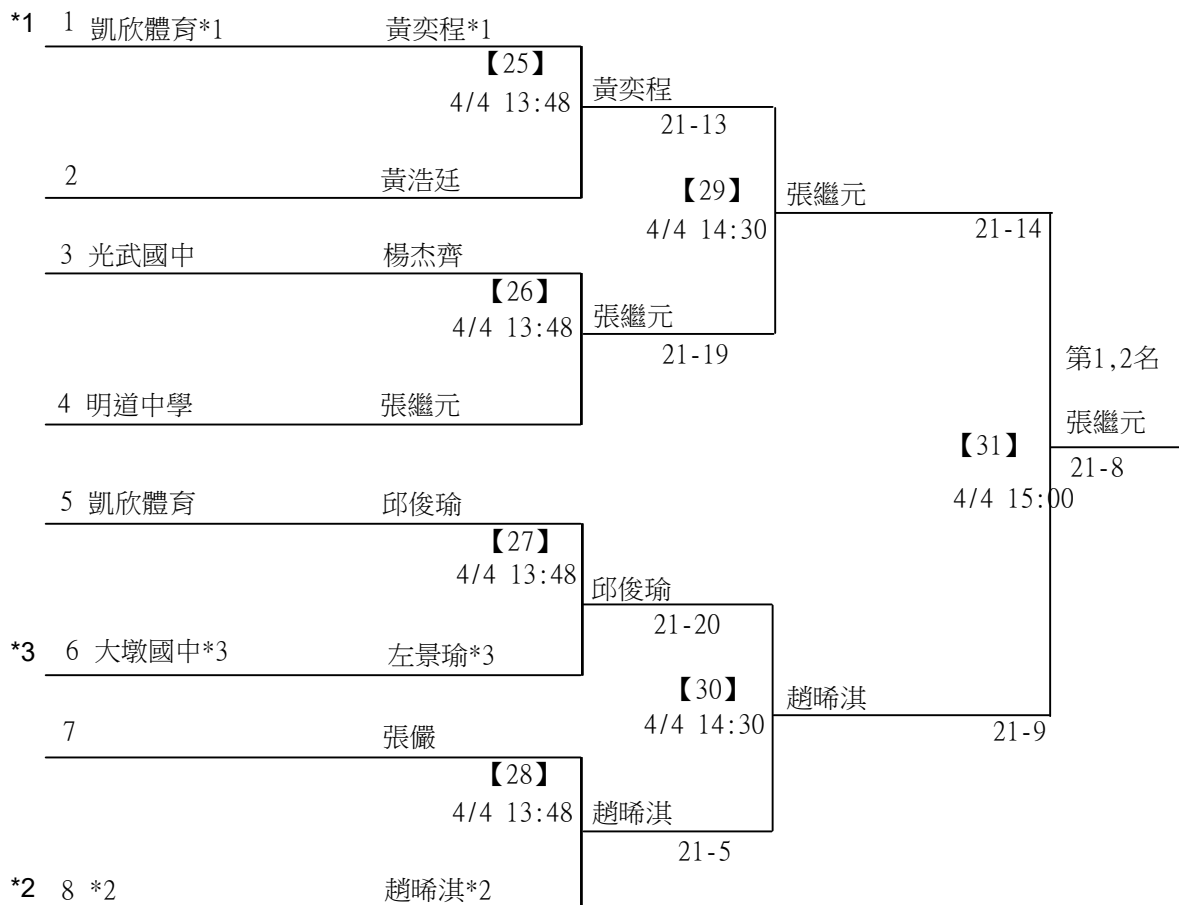 *1 1 凱欣體育*1 黃奕程*1
【25】
4/4 13:48
黃奕程
21-13
2 黃浩廷
【29】
4/4 14:30
張繼元
21-14
3 光武國中 楊杰齊
【26】
4/4 13:48
張繼元
21-19
4 明道中學 張繼元
第1,2名
張繼元
【31】
21-8
4/4 15:00
5 凱欣體育 邱俊瑜
【27】
4/4 13:48
邱俊瑜
21-20
*3 6 大墩國中*3 左景瑜*3
【30】
4/4 14:30
趙晞淇
21-9
7 張儼
【28】
4/4 13:48
趙晞淇
21-5
*2 8 *2 趙晞淇*2